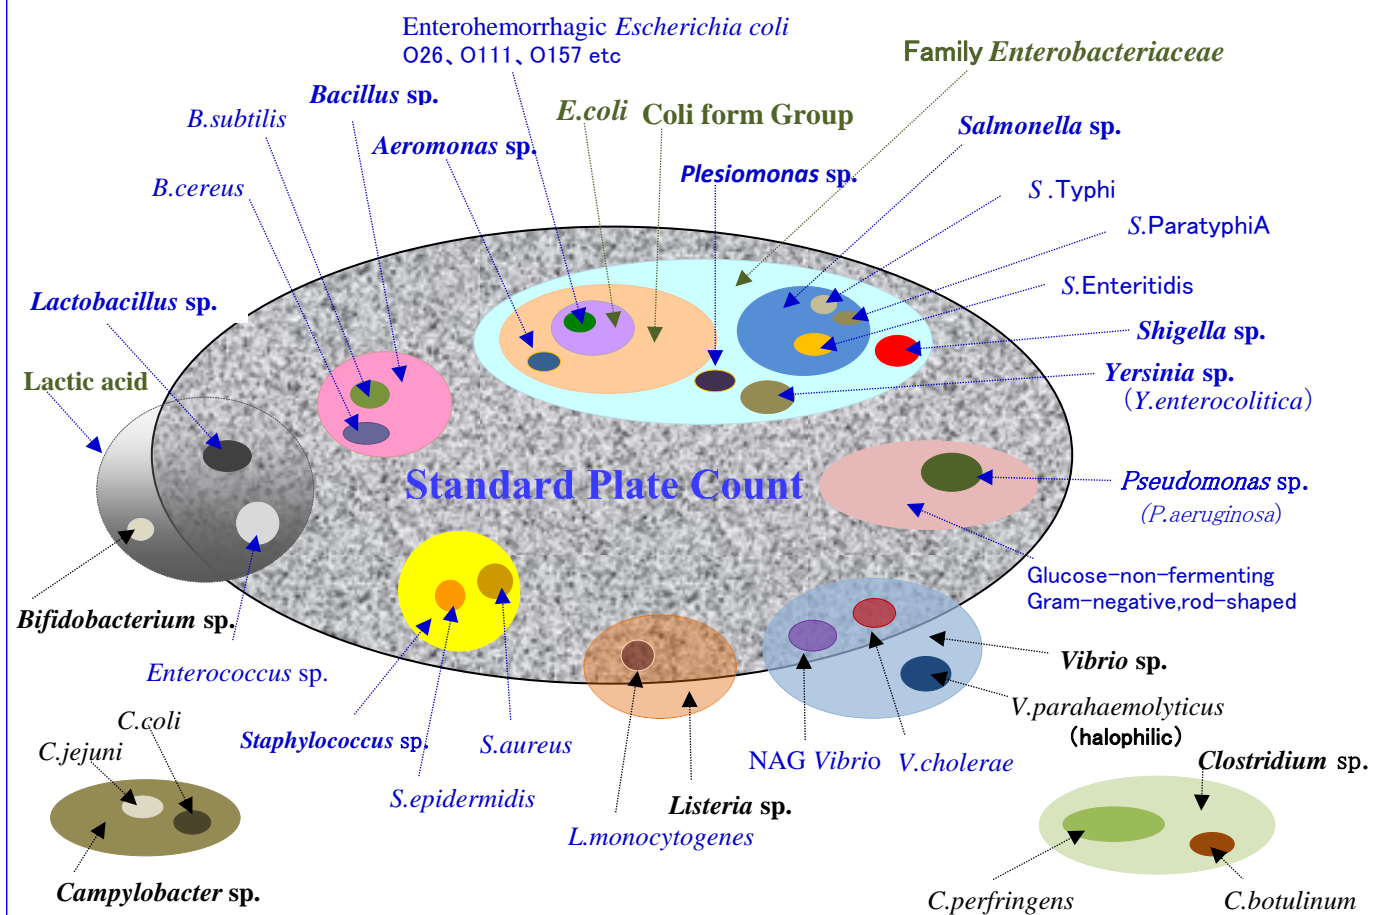 Enterohemorrhagic Escherichia coli
O26、O111、O157 etc
Family Enterobacteriaceae
Bacillus sp.
B.subtilis
E.coli
Coli form Group
Salmonella sp.
Aeromonas sp.
Plesiomonas sp.
B.cereus
S .Typhi
S.ParatyphiA
S.Enteritidis
Lactobacillus sp.
Shigella sp.
Lactic acid
Yersinia sp.
（Y.enterocolitica）
Standard Plate Count
Pseudomonas sp.
(P.aeruginosa)
Glucose-non-fermenting
Gram-negative,rod-shaped
Bifidobacterium sp.
Enterococcus sp.
Vibrio sp.
V.parahaemolyticus
（halophilic）
C.coli
C.jejuni
Staphylococcus sp.
S.aureus
NAG Vibrio
V.cholerae
Clostridium sp.
S.epidermidis
Listeria sp.
L.monocytogenes
Campylobacter sp.
C.perfringens
C.botulinum